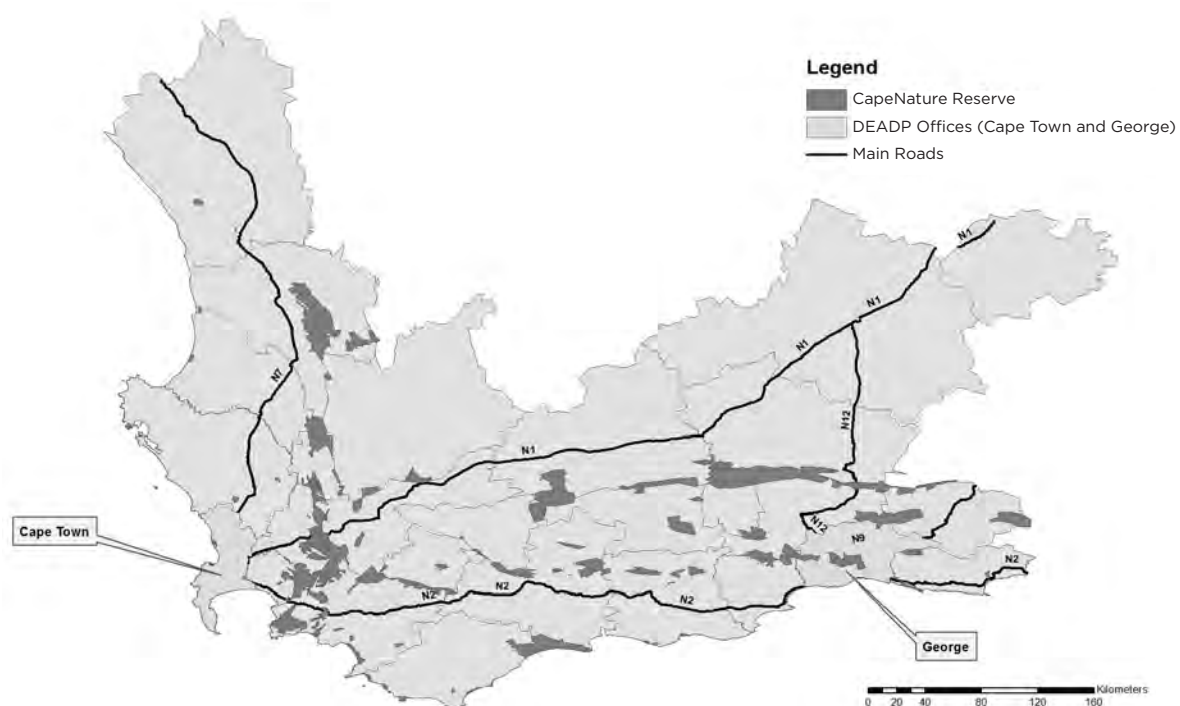 Legend
CapeNature Reserve
DEADP Offices (Cape Town and George)
Main Roads
N1
N1
N1
N7
N12
N1
N12
N9
Cape Town
N2
N2
N2
N2
George
Kilometers
0 20 40 80 120 160